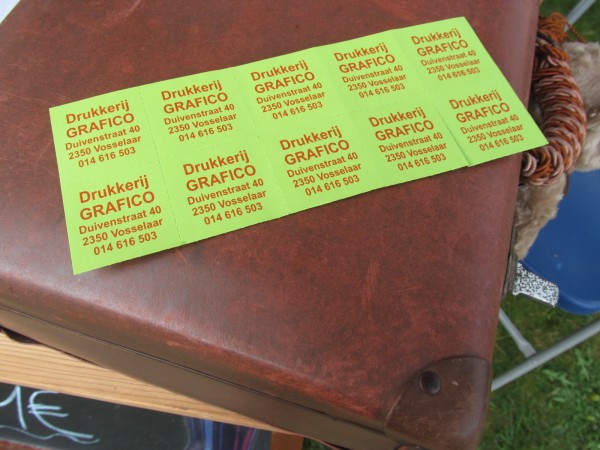 Drukkerij
GRAFICO
Duivenstraat 40
2350 Vosselaar
014 616 503
Drukkerij
GRAFICO
Duivenstraat 40
2350 Vosselaar
014 616 503
Drukkerij
GRAFICO
Duivenstraat 40
2350 Vosselaar
014 616 503
Drukkerij
GRAFICO
Duivenstraat 40
2350 Vosselaar
014 616 503
Drukkerij
GRAFICO
Duivenstraat 40
2350 Vosselaar
014 616 503
Drukkerij
GRAFICO
Duivenstraat 40
2350 Vosselaar
014 616 503
Drukkerij
GRAFICO
Duivenstraat 40
2350 Vosselaar
014 616 503
Drukkerij
GRAFICO
Duivenstraat 40
2350 Vosselaar
014 616 503
Drukkerij
GRAFICO
Duivenstraat 40
2350 Vosselaar
014 616 503
Drukkerij
GRAFICO
Duivenstraat 40
2350 Vosselaar
014 616 503